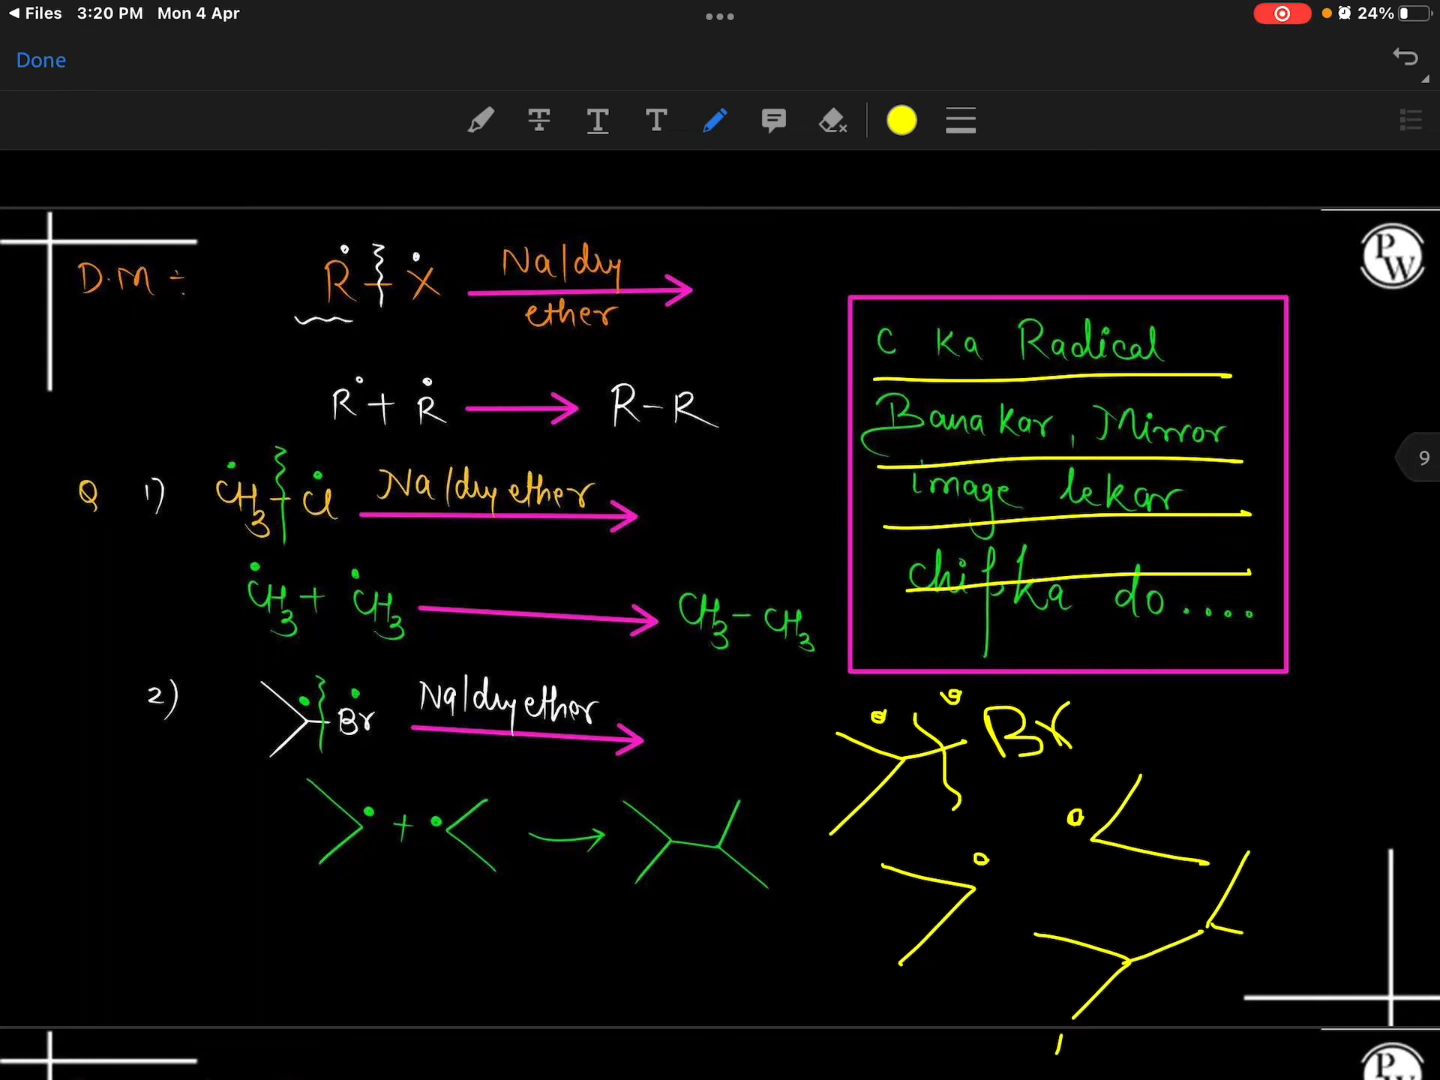 Files 3:20 PM Mon 4 Apr 24%
Done
T T T
PW
D.M ÷ R + X Na/dry
ether
R + R R-R
Q 1) CH3 + Cl Na/dry ether
CH3 + CH3 CH3 - CH3
2) Br Na/dry ether
+
C ka Radical
Bana kar, Mirror
image lekar
chipka do....
Br
9
PW